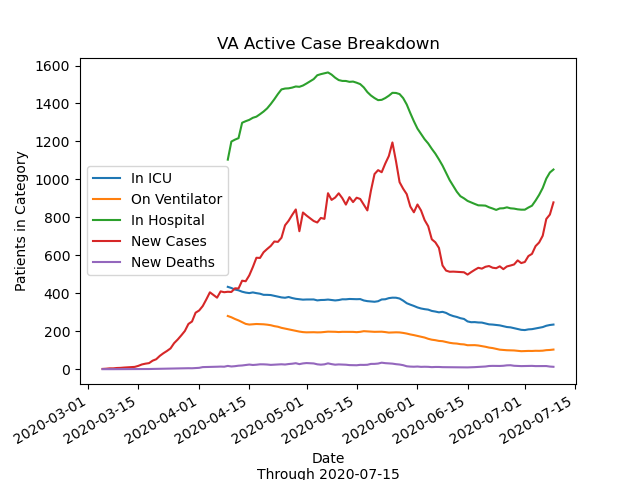 VA Active Case Breakdown
Patients in Category
1600
1400
1200
1000
800
600
400
200
0
In ICU
On Ventilator
In Hospital
New Cases
New Deaths
2020-03-01
2020-03-15
2020-04-01
2020-04-15
2020-05-01
2020-05-15
2020-06-01
2020-06-15
2020-07-01
2020-07-15
Date
Through 2020-07-15